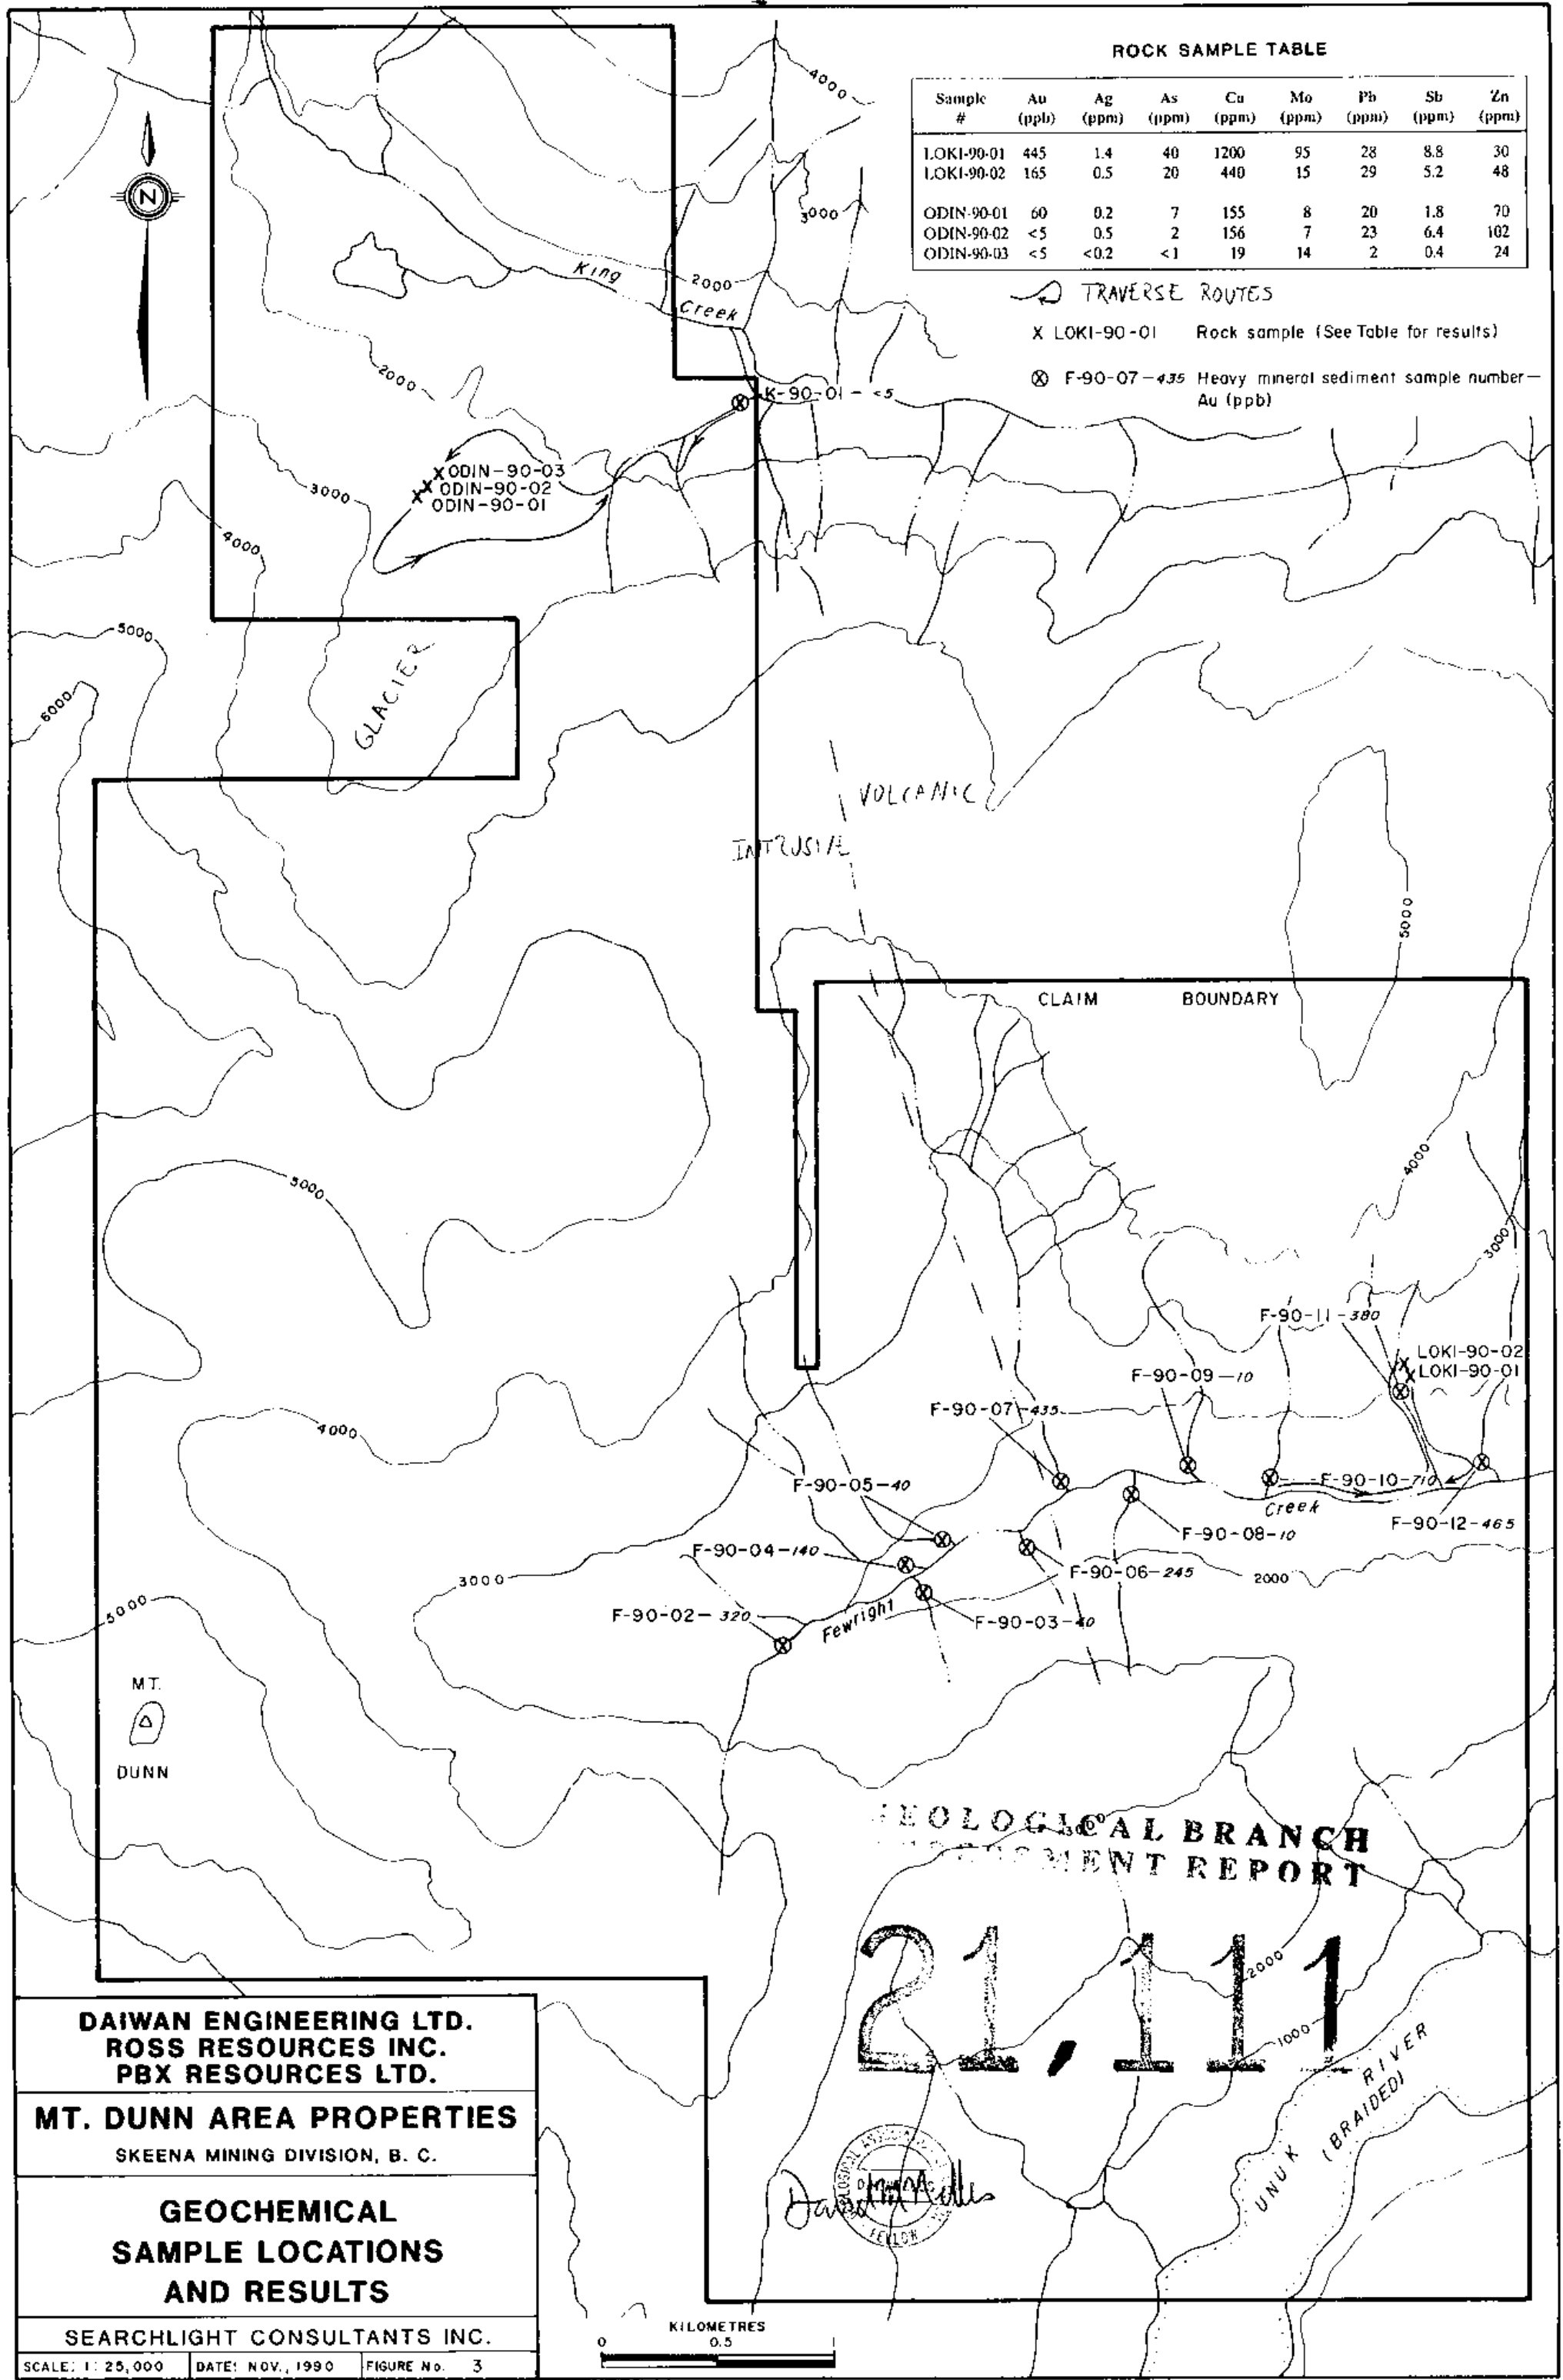 ROCK SAMPLE TABLE
Sample # Au (ppb) Ag (ppm) As (ppm) Cu (ppm) Mo (ppm) Pb (ppm) Sb (ppm) Zn (ppm)
LOKI-90-01 445 1.4 40 1200 95 28 8.8 30
LOKI-90-02 165 0.5 20 440 15 29 5.2 48
ODIN-90-01 60 0.2 7 155 8 20 1.8 70
ODIN-90-02 <5 0.5 2 156 7 23 6.4 102
ODIN-90-03 <5 <0.2 <1 19 14 2 0.4 24
TRAVERSE ROUTES
X LOKI-90-01 Rock sample (See Table for results)
F-90-07-435 Heavy mineral sediment sample number-
Au (ppb)
N
4000
3000
King
2000
Creek
2000
K-90-01-<5
ODIN-90-03
ODIN-90-02
ODIN-90-01
3000
4000
5000
6000
GLACIER
VOLCANIC
INTRUSIVE
5000
CLAIM BOUNDARY
4000
5000
3000
F-90-11-380
LOKI-90-02
LOKI-90-01
F-90-09-10
F-90-07-435
4000
F-90-05-40
F-90-10-710
Creek
F-90-12-465
F-90-08-10
F-90-04-140
F-90-06-245
2000
3000
F-90-02-320
Fewright
F-90-03-40
5000
MT.
DUNN
3000
GEOLOGICAL BRANCH
ASSESSMENT REPORT
21,111
2000
1000
UNUK RIVER
(BRAIDED)
FELLOW
DAIWAN ENGINEERING LTD.
ROSS RESOURCES INC.
PBX RESOURCES LTD.
MT. DUNN AREA PROPERTIES
SKEENA MINING DIVISION, B. C.
GEOCHEMICAL
SAMPLE LOCATIONS
AND RESULTS
SEARCHLIGHT CONSULTANTS INC.
SCALE: 1:25,000 DATE: NOV., 1990 FIGURE No. 3
KILOMETRES
0 0.5 1